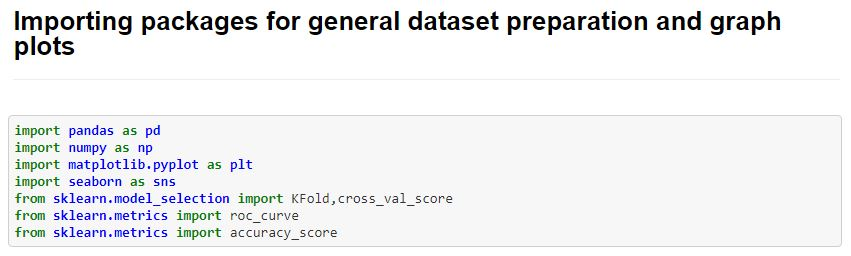 Importing packages for general dataset preparation and graph
plots
import pandas as pd
import numpy as np
import matplotlib.pyplot as plt
import seaborn as sns
from sklearn.model_selection import KFold,cross_val_score
from sklearn.metrics import roc_curve
from sklearn.metrics import accuracy_score